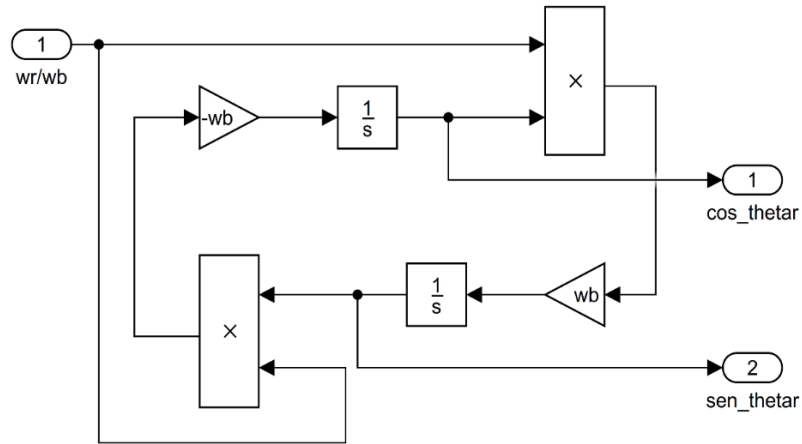 1
wr/wb
×
-wb
1
s
1
cos_thetar
×
1
s
wb
2
sen_thetar